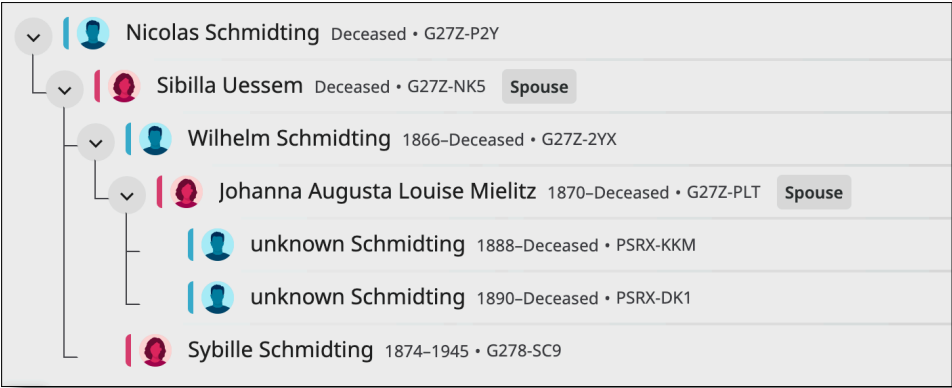 Nicolas Schmidting Deceased • G27Z-P2Y
Sibilla Uessem Deceased • G27Z-NK5 Spouse
Wilhelm Schmidting 1866–Deceased • G27Z-2YX
Johanna Augusta Louise Mielitz 1870–Deceased • G27Z-PLT Spouse
unknown Schmidting 1888–Deceased • PSRX-KKM
unknown Schmidting 1890–Deceased • PSRX-DK1
Sybille Schmidting 1874–1945 • G278-SC9